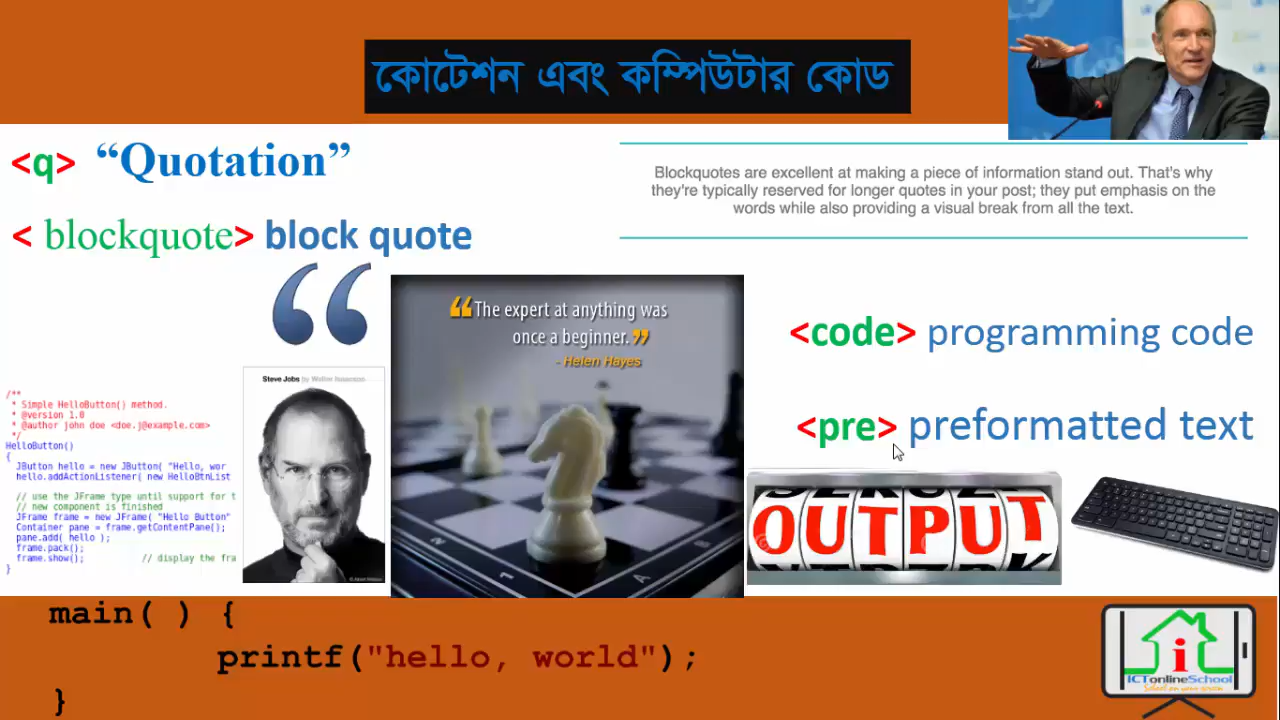 কোটেশন এবং কম্পিউটার কোড
<q> “Quotation”
Blockquotes are excellent at making a piece of information stand out. That's why
they're typically reserved for longer quotes in your post; they put emphasis on the
words while also providing a visual break from all the text.
< blockquote> block quote
“The expert at anything was
once a beginner.”
- Helen Hayes
<code> programming code
<pre> preformatted text
Steve Jobs by Walter Isaacson
/**
* Simple HelloButton() method.
* @version 1.0
* @author john doe <doe.j@example.com>
*/
HelloButton()
{
JButton hello = new JButton( "Hello, wor
hello.addActionListener( new HelloBtnList
// use the JFrame type until support for t
// new component is finished
JFrame frame = new JFrame( "Hello Button"
Container pane = frame.getContentPane();
pane.add( hello );
frame.pack();
frame.show(); // display the fra
}
OUTPUT
main( ) {
printf("hello, world");
}
ICTonlineSchool